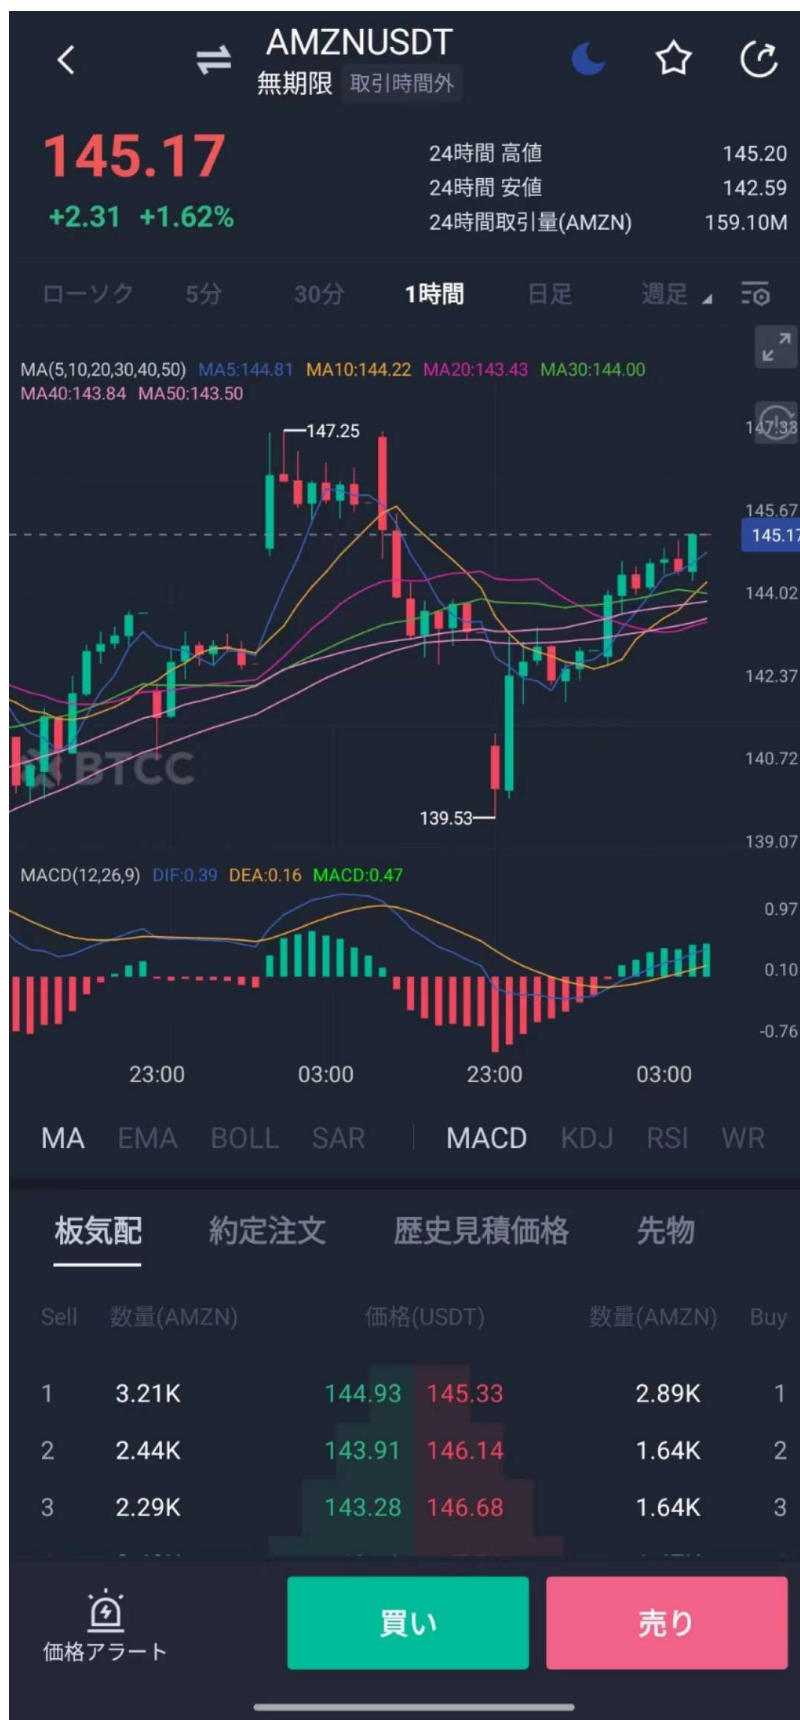 AMZNUSDT
無期限 取引時間外
145.17
+2.31 +1.62%
24時間 高値 145.20
24時間 安値 142.59
24時間取引量(AMZN) 159.10M
ローソク 5分 30分 1時間 日足 週足
MA(5,10,20,30,40,50) MA5:144.81 MA10:144.22 MA20:143.43 MA30:144.00
MA40:143.84 MA50:143.50
147.25
147.33
145.67
145.17
144.02
142.37
140.72
BTCC
139.53
139.07
MACD(12,26,9) DIF:0.39 DEA:0.16 MACD:0.47
0.97
0.10
-0.76
23:00 03:00 23:00 03:00
MA EMA BOLL SAR MACD KDJ RSI WR
板気配 約定注文 歴史見積価格 先物
Sell 数量(AMZN) 価格(USDT) 数量(AMZN) Buy
1 3.21K 144.93 145.33 2.89K 1
2 2.44K 143.91 146.14 1.64K 2
3 2.29K 143.28 146.68 1.64K 3
価格アラート 買い 売り